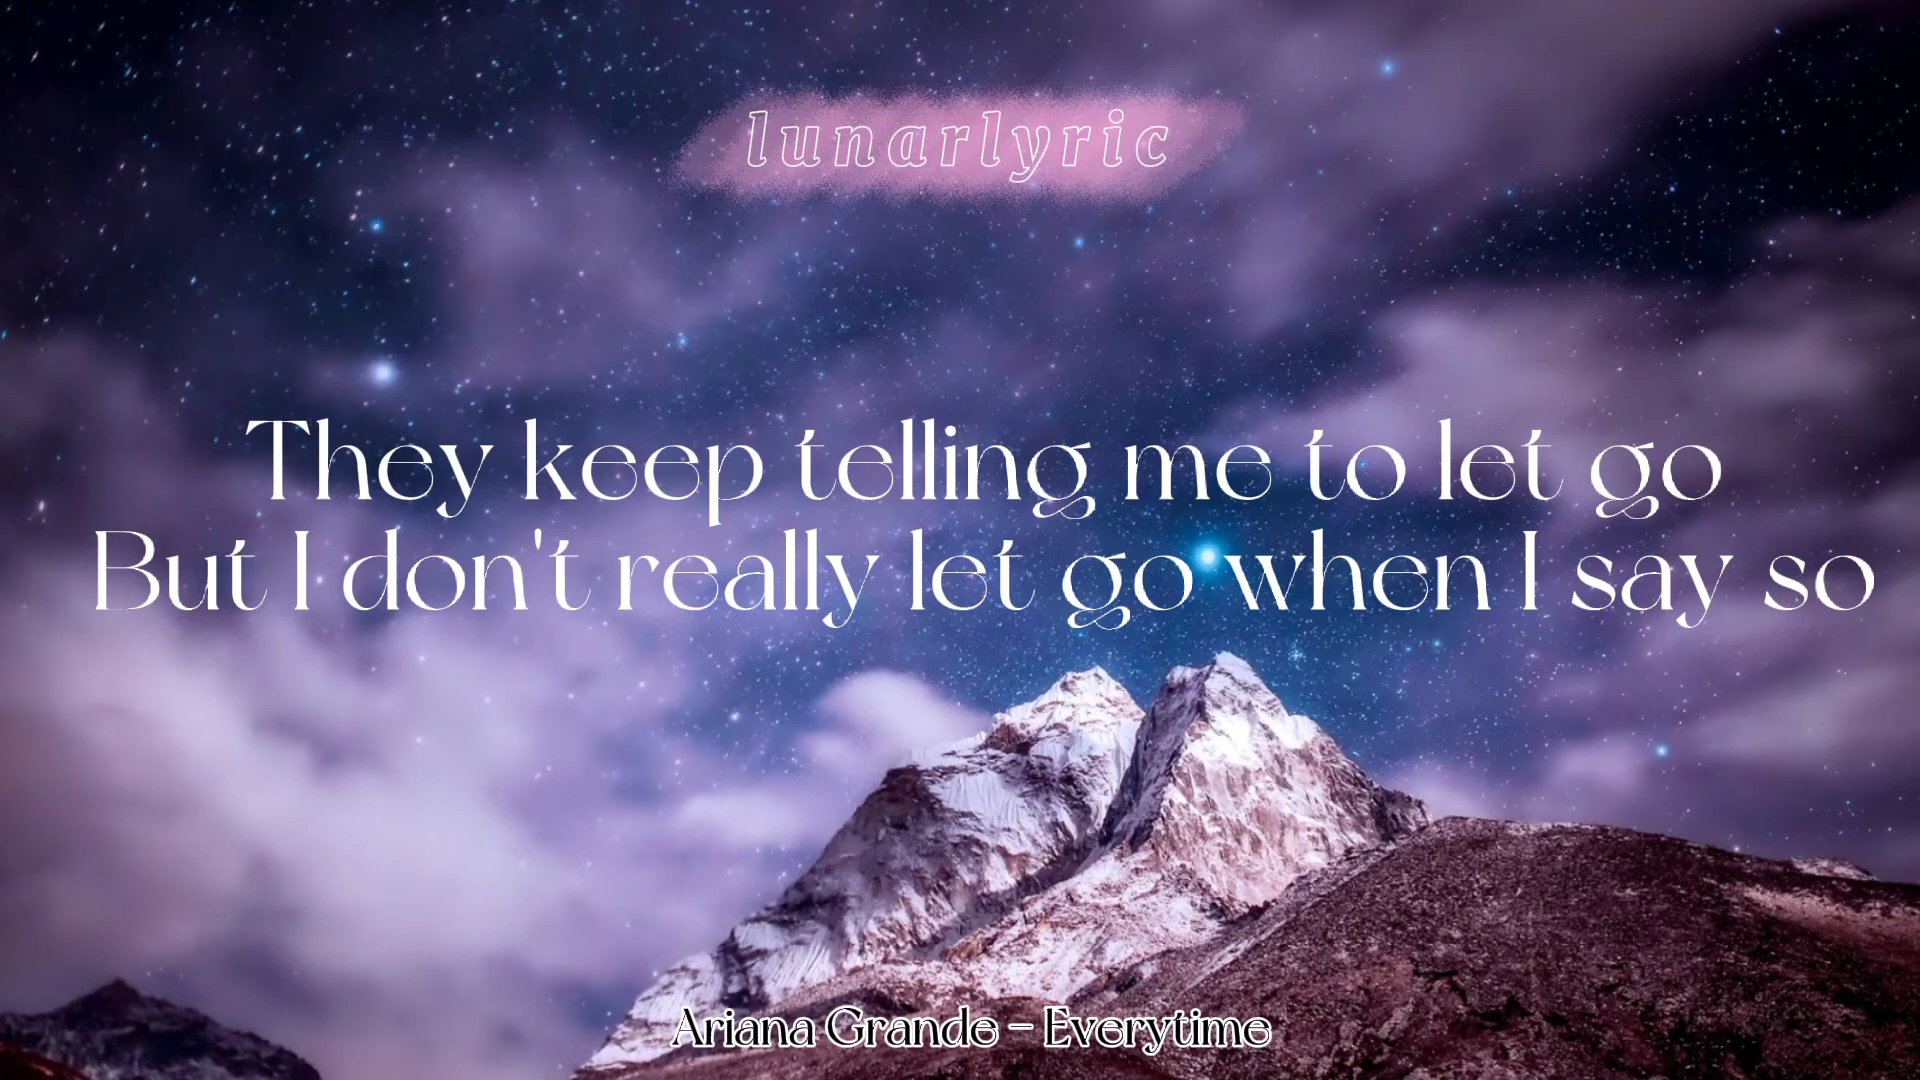 lunarlyric
They keep telling me to let go
But I don't really let go when I say so
Ariana Grande - Everytime